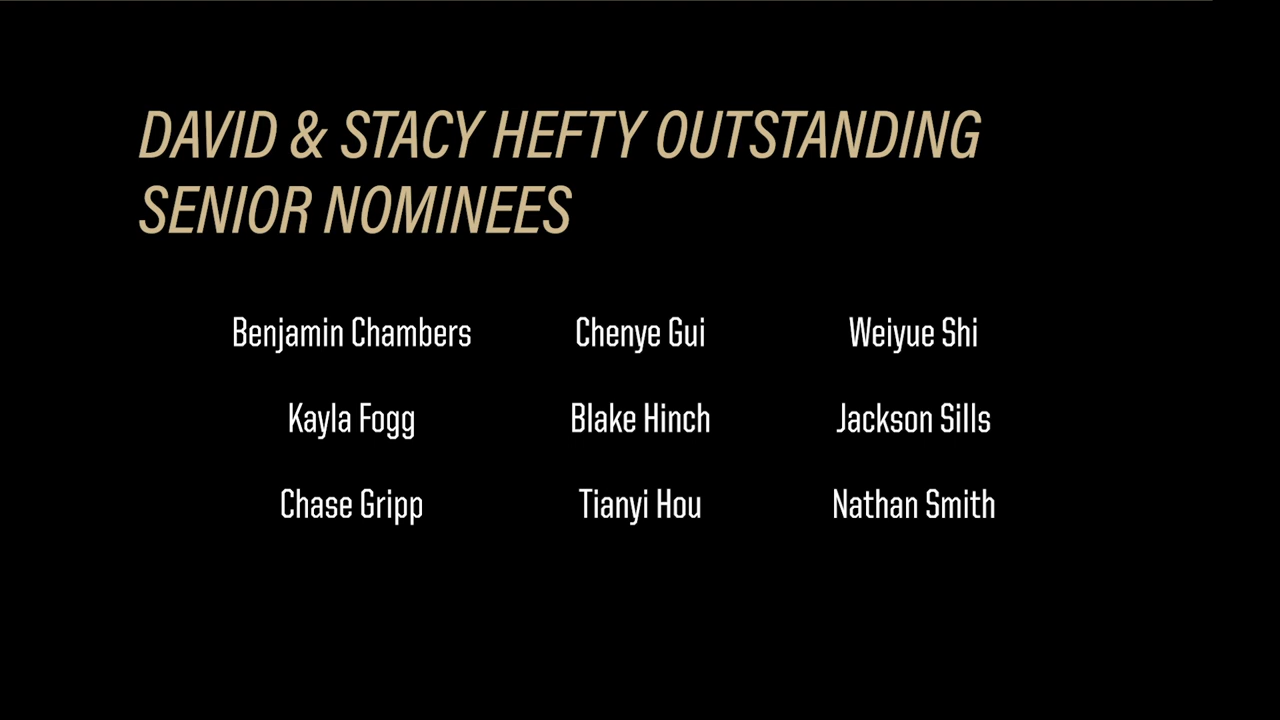 DAVID & STACY HEFTY OUTSTANDING
SENIOR NOMINEES
Benjamin Chambers Chenye Gui Weiyue Shi
Kayla Fogg Blake Hinch Jackson Sills
Chase Gripp Tianyi Hou Nathan Smith